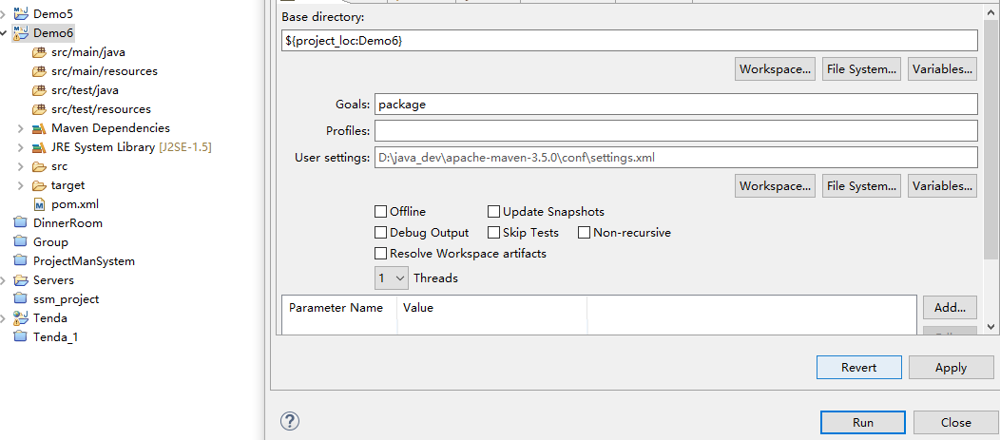 Demo5
Demo6
src/main/java
src/main/resources
src/test/java
src/test/resources
Maven Dependencies
JRE System Library [J2SE-1.5]
src
target
pom.xml
DinnerRoom
Group
ProjectManSystem
Servers
ssm_project
Tenda
Tenda_1
Base directory:
${project_loc:Demo6}
Workspace... File System... Variables...
Goals: package
Profiles:
User settings: D:\java_dev\apache-maven-3.5.0\conf\settings.xml
Workspace... File System... Variables...
Offline Update Snapshots
Debug Output Skip Tests Non-recursive
Resolve Workspace artifacts
1 Threads
Parameter Name Value
Add...
Revert Apply
? Run Close